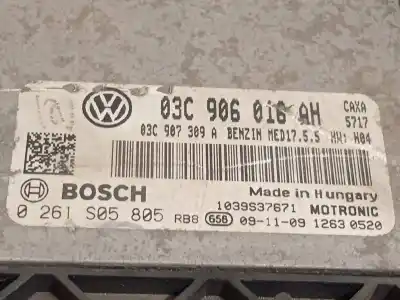 03C 906 016 AH CAXA
03C 907 309 A BENZIN MED17.5.5 HW: H04 5717
BOSCH
Made in Hungary
1039S37671 MOTRONIC
0 261 S05 805 RB8 658 09-11-09 1263 0520